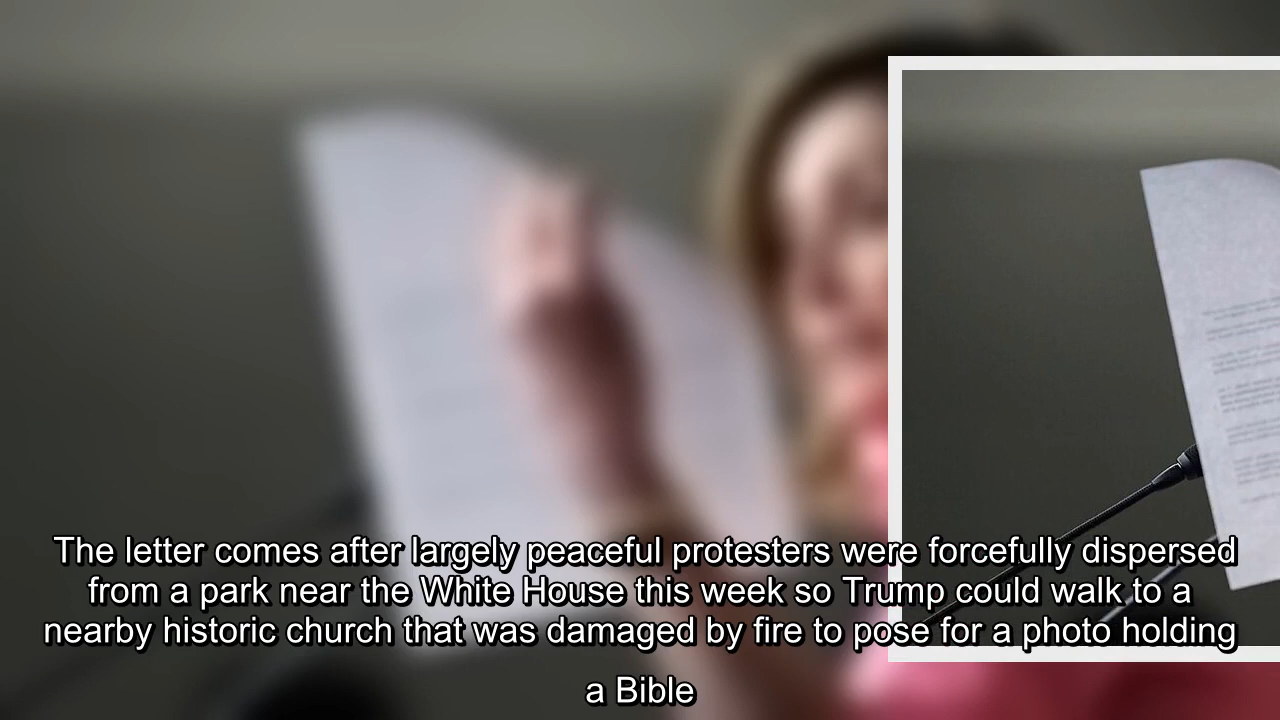 The letter comes after largely peaceful protesters were forcefully dispersed
from a park near the White House this week so Trump could walk to a
nearby historic church that was damaged by fire to pose for a photo holding
a Bible